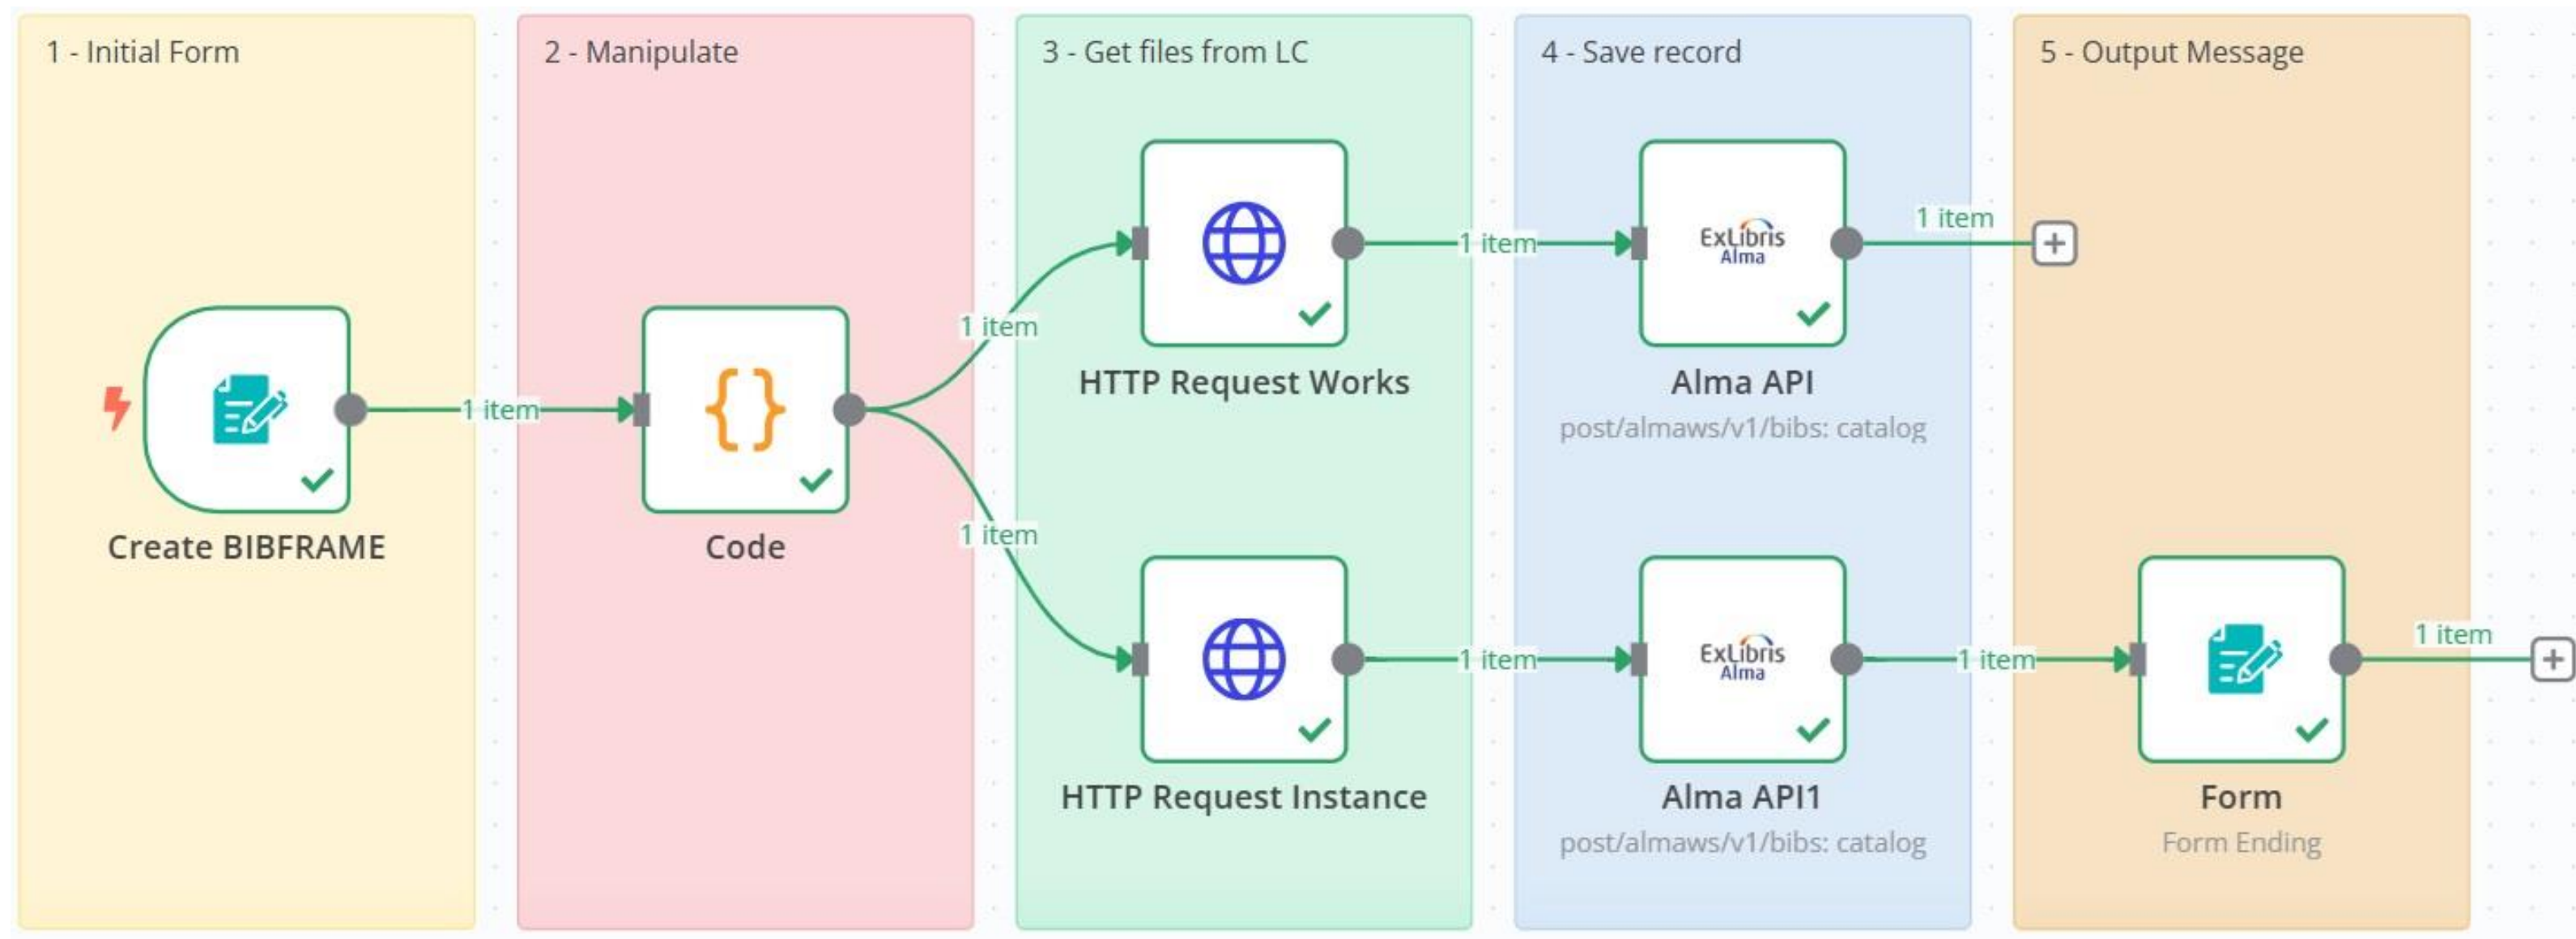 1 - Initial Form
2 - Manipulate
3 - Get files from LC
4 - Save record
5 - Output Message
1 item
Create BIBFRAME
{}
Code
1 item
1 item
HTTP Request Works
1 item
ExLibris
Alma
Alma API
post/almaws/v1/bibs: catalog
1 item
HTTP Request Instance
1 item
ExLibris
Alma
Alma API1
post/almaws/v1/bibs: catalog
1 item
Form
Form Ending
1 item